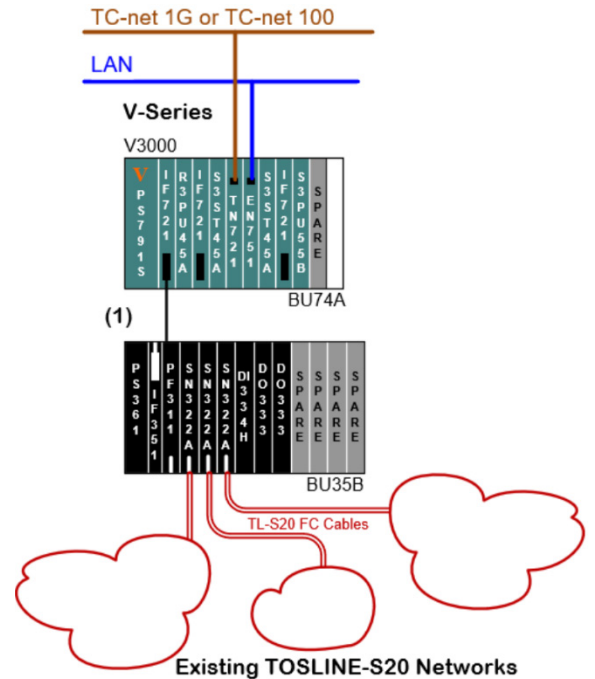 TC-net 1G or TC-net 100
LAN
V-Series
V3000
V
PS791S
IF721
R3PU45A
IF721
S3ST45A
TN721
EN751
S3ST45A
IF721
S3PU55B
SPARE
BU74A
(1)
PS361
IF351
PF311
SN322A
SN322A
SN322A
DI334H
DO333
DO333
SPARE
SPARE
SPARE
SPARE
BU35B
TL-S20 FC Cables
Existing TOSLINE-S20 Networks